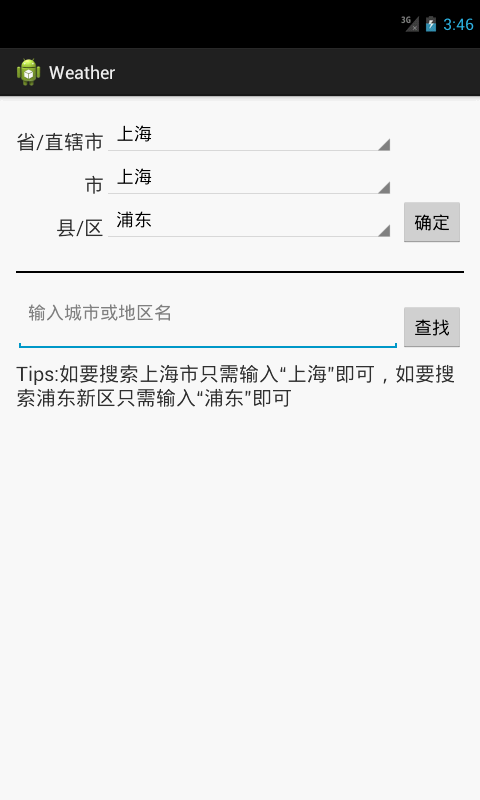 3G
3:46
Weather
省/直辖市 上海
市 上海
县/区 浦东
确定
输入城市或地区名
查找
Tips:如要搜索上海市只需输入“上海”即可，如要搜
索浦东新区只需输入“浦东”即可